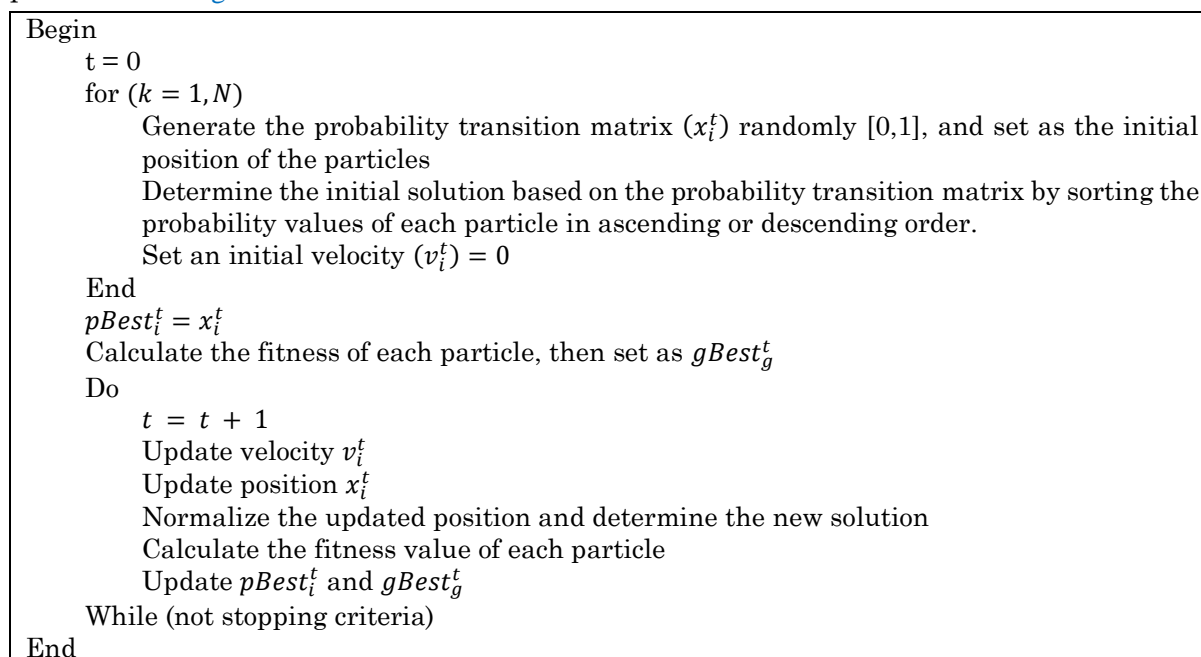 Begin
t = 0
for (k = 1, N)
Generate the probability transition matrix (x_i^t) randomly [0,1], and set as the initial
position of the particles
Determine the initial solution based on the probability transition matrix by sorting the
probability values of each particle in ascending or descending order.
Set an initial velocity (v_i^t) = 0
End
pBest_i^t = x_i^t
Calculate the fitness of each particle, then set as gBest_g^t
Do
t = t + 1
Update velocity v_i^t
Update position x_i^t
Normalize the updated position and determine the new solution
Calculate the fitness value of each particle
Update pBest_i^t and gBest_g^t
While (not stopping criteria)
End